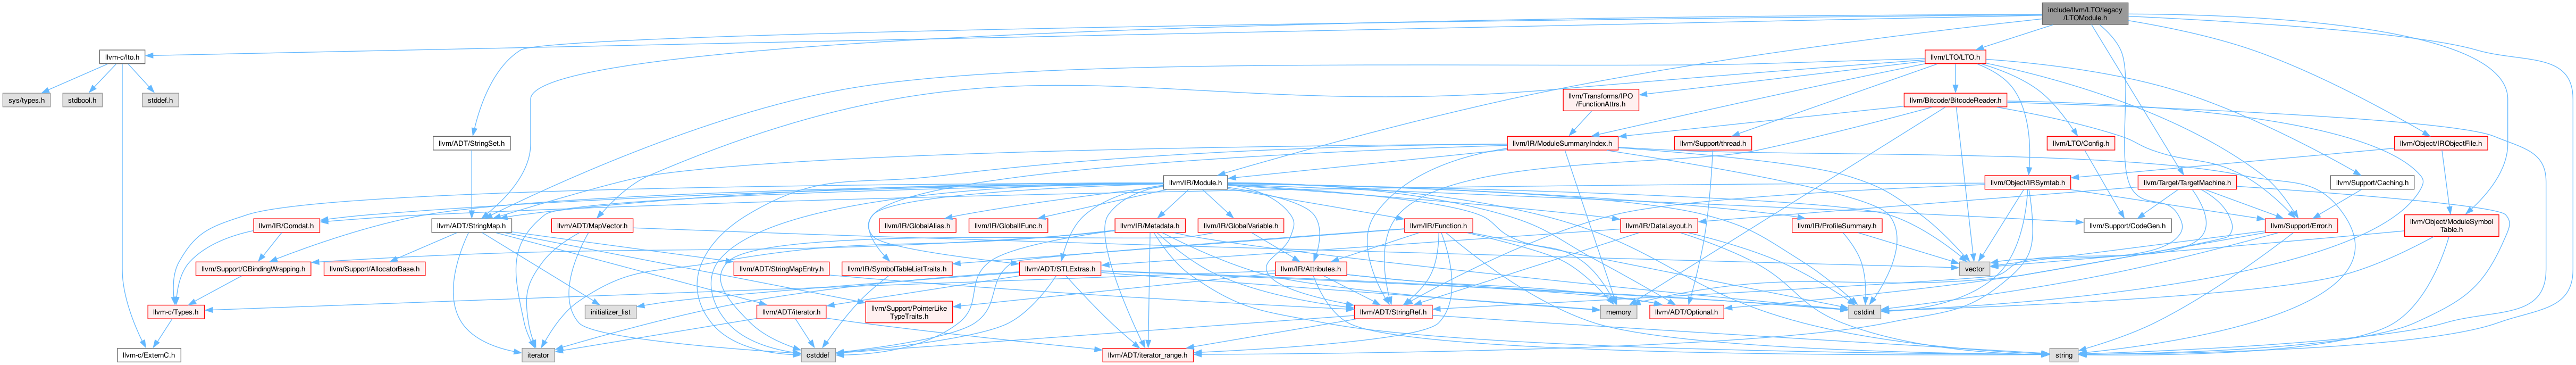 include/llvm/LTO/legacy
/LTOModule.h
llvm-c/lto.h
llvm/LTO/LTO.h
sys/types.h
stdbool.h
stddef.h
llvm/Transforms/IPO
/FunctionAttrs.h
llvm/Bitcode/BitcodeReader.h
llvm/ADT/StringSet.h
llvm/IR/ModuleSummaryIndex.h
llvm/Support/thread.h
llvm/LTO/Config.h
llvm/Object/IRObjectFile.h
llvm/IR/Module.h
llvm/Object/IRSymtab.h
llvm/Target/TargetMachine.h
llvm/Support/Caching.h
llvm/IR/Comdat.h
llvm/ADT/StringMap.h
llvm/ADT/MapVector.h
llvm/IR/GlobalAlias.h
llvm/IR/GlobalIFunc.h
llvm/IR/Metadata.h
llvm/IR/GlobalVariable.h
llvm/IR/Function.h
llvm/IR/DataLayout.h
llvm/IR/ProfileSummary.h
llvm/Support/CodeGen.h
llvm/Support/Error.h
llvm/Object/ModuleSymbol
Table.h
llvm/Support/CBindingWrapping.h
llvm/Support/AllocatorBase.h
llvm/ADT/StringMapEntry.h
llvm/IR/SymbolTableListTraits.h
llvm/ADT/STLExtras.h
llvm/IR/Attributes.h
vector
llvm-c/Types.h
initializer_list
llvm/ADT/iterator.h
llvm/Support/PointerLike
TypeTraits.h
llvm/ADT/StringRef.h
memory
llvm/ADT/Optional.h
cstdint
llvm-c/ExternC.h
iterator
cstddef
llvm/ADT/iterator_range.h
string